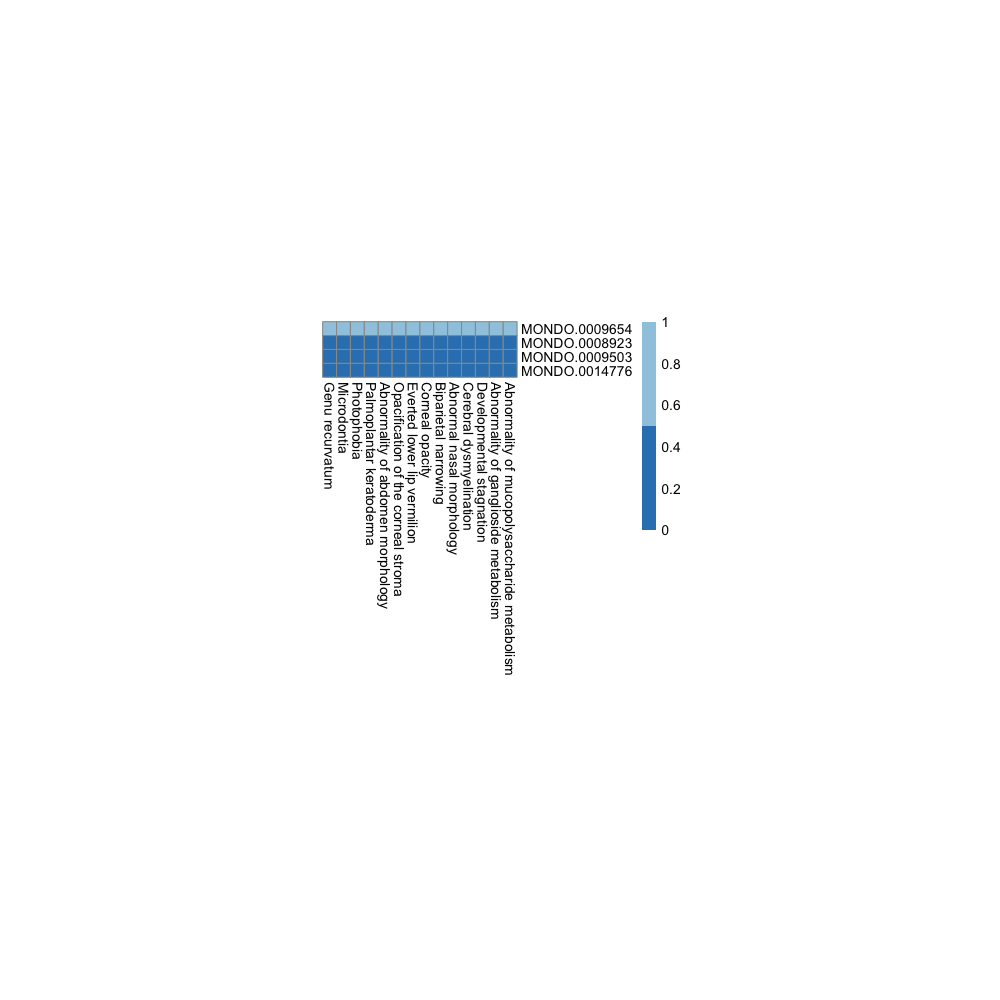 MONDO.0009654
MONDO.0008923
MONDO.0009503
MONDO.0014776
1
0.8
0.6
0.4
0.2
0
Genu recurvatum
Microdontia
Photophobia
Palmoplantar keratoderma
Abnormality of abdomen morphology
Opacification of the corneal stroma
Everted lower lip vermilion
Corneal opacity
Biparietal narrowing
Abnormal nasal morphology
Cerebral dysmyelination
Developmental stagnation
Abnormality of ganglioside metabolism
Abnormality of mucopolysaccharide metabolism